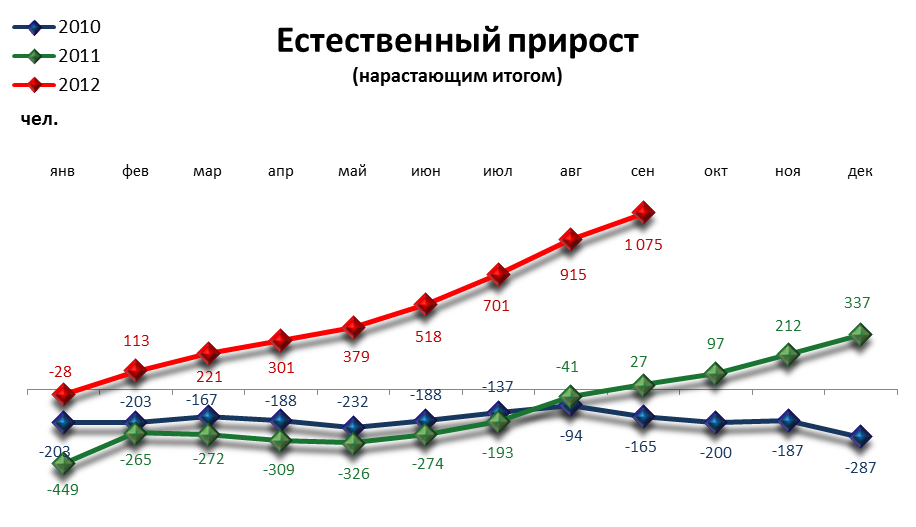 2010
2011
2012
Естественный прирост
(нарастающим итогом)
чел.
янв фев мар апр май июн июл авг сен окт ноя дек
-28 113 221 301 379 518 701 915 1 075
-203 -203 -167 -188 -232 -188 -137 -94 -165 -200 -187 -287
-449 -265 -272 -309 -326 -274 -193 -41 27 97 212 337